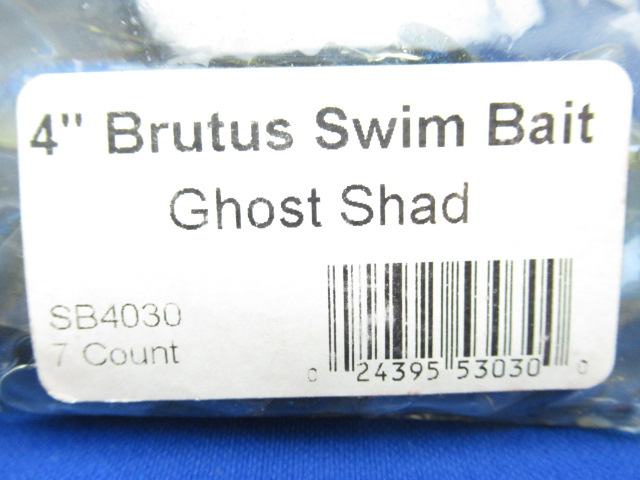 4" Brutus Swim Bait
Ghost Shad
SB4030
7 Count
0 24395 53030 0